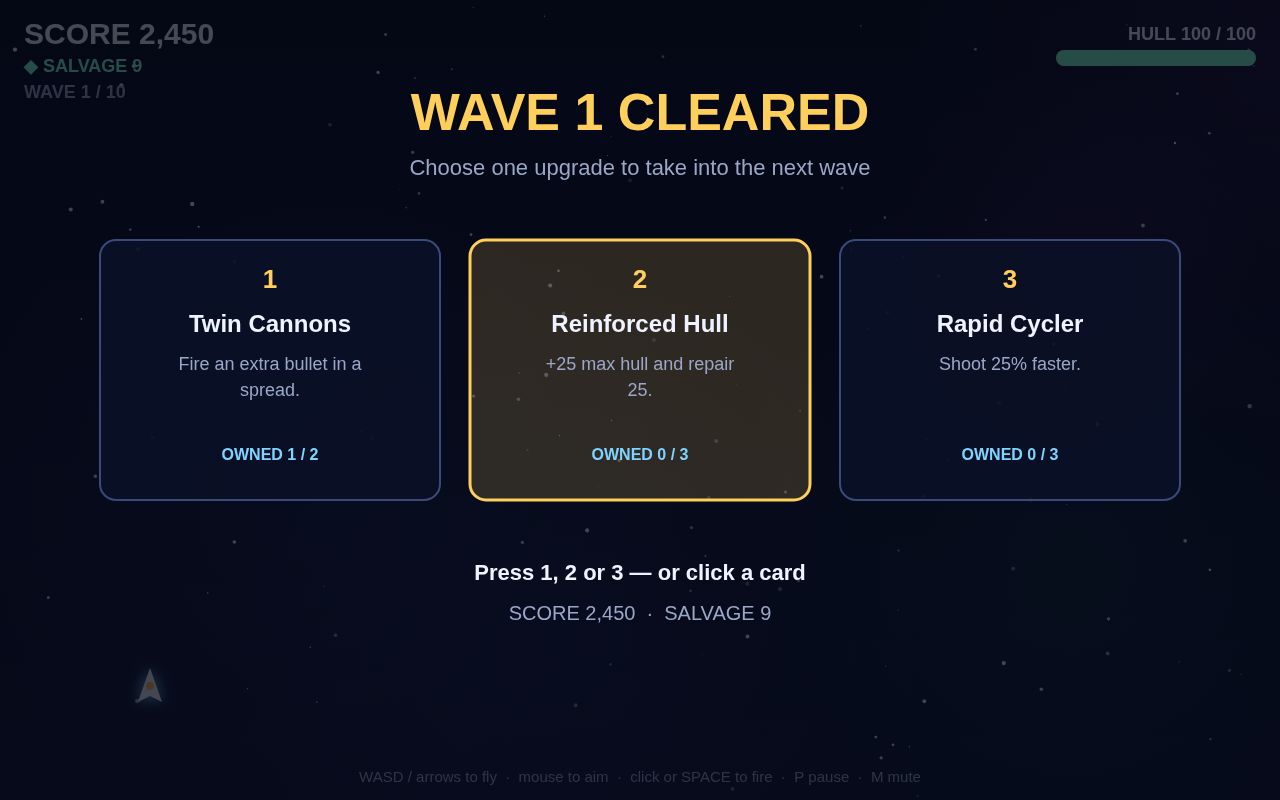 SCORE 2,450
◆ SALVAGE 9
WAVE 1 / 10
HULL 100 / 100
WAVE 1 CLEARED
Choose one upgrade to take into the next wave
1
Twin Cannons
Fire an extra bullet in a
spread.
OWNED 1 / 2
2
Reinforced Hull
+25 max hull and repair
25.
OWNED 0 / 3
3
Rapid Cycler
Shoot 25% faster.
OWNED 0 / 3
Press 1, 2 or 3 — or click a card
SCORE 2,450 · SALVAGE 9
WASD / arrows to fly · mouse to aim · click or SPACE to fire · P pause · M mute